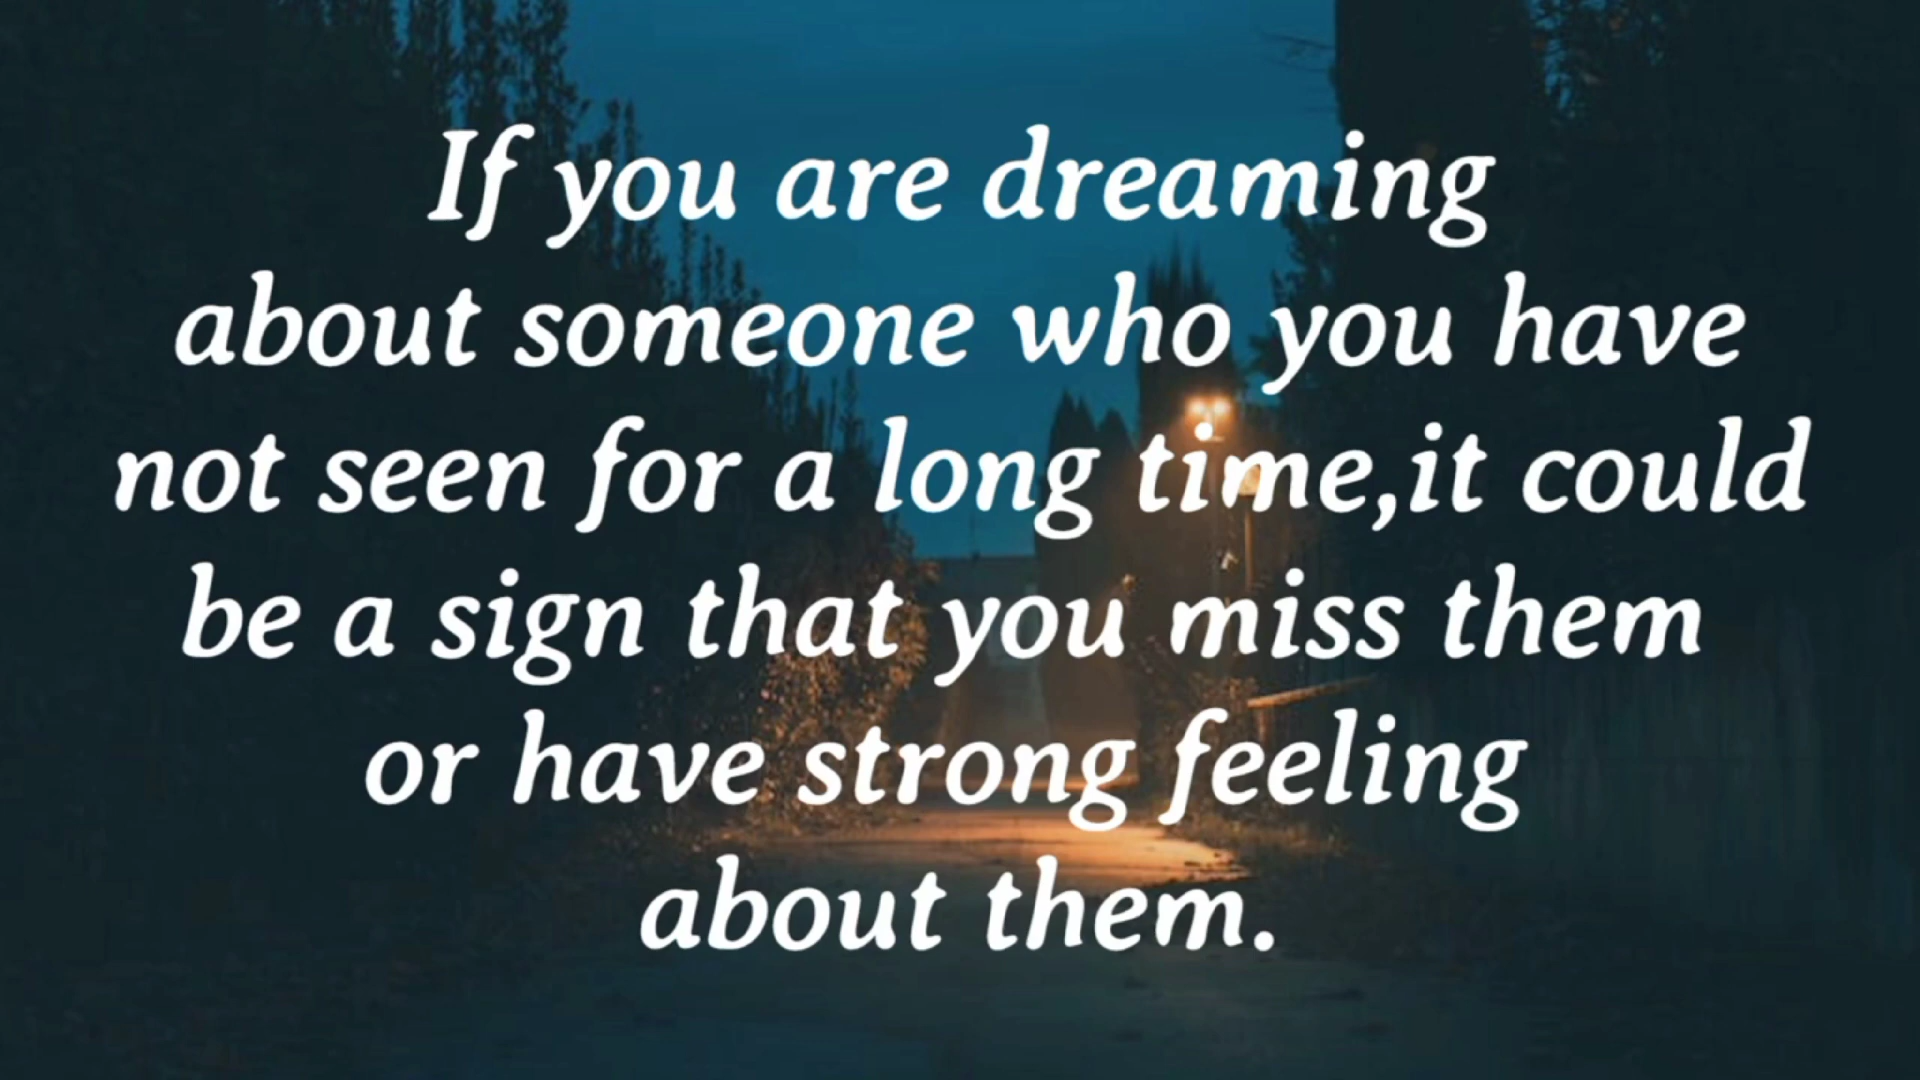 If you are dreaming
about someone who you have
not seen for a long time,it could
be a sign that you miss them
or have strong feeling
about them.